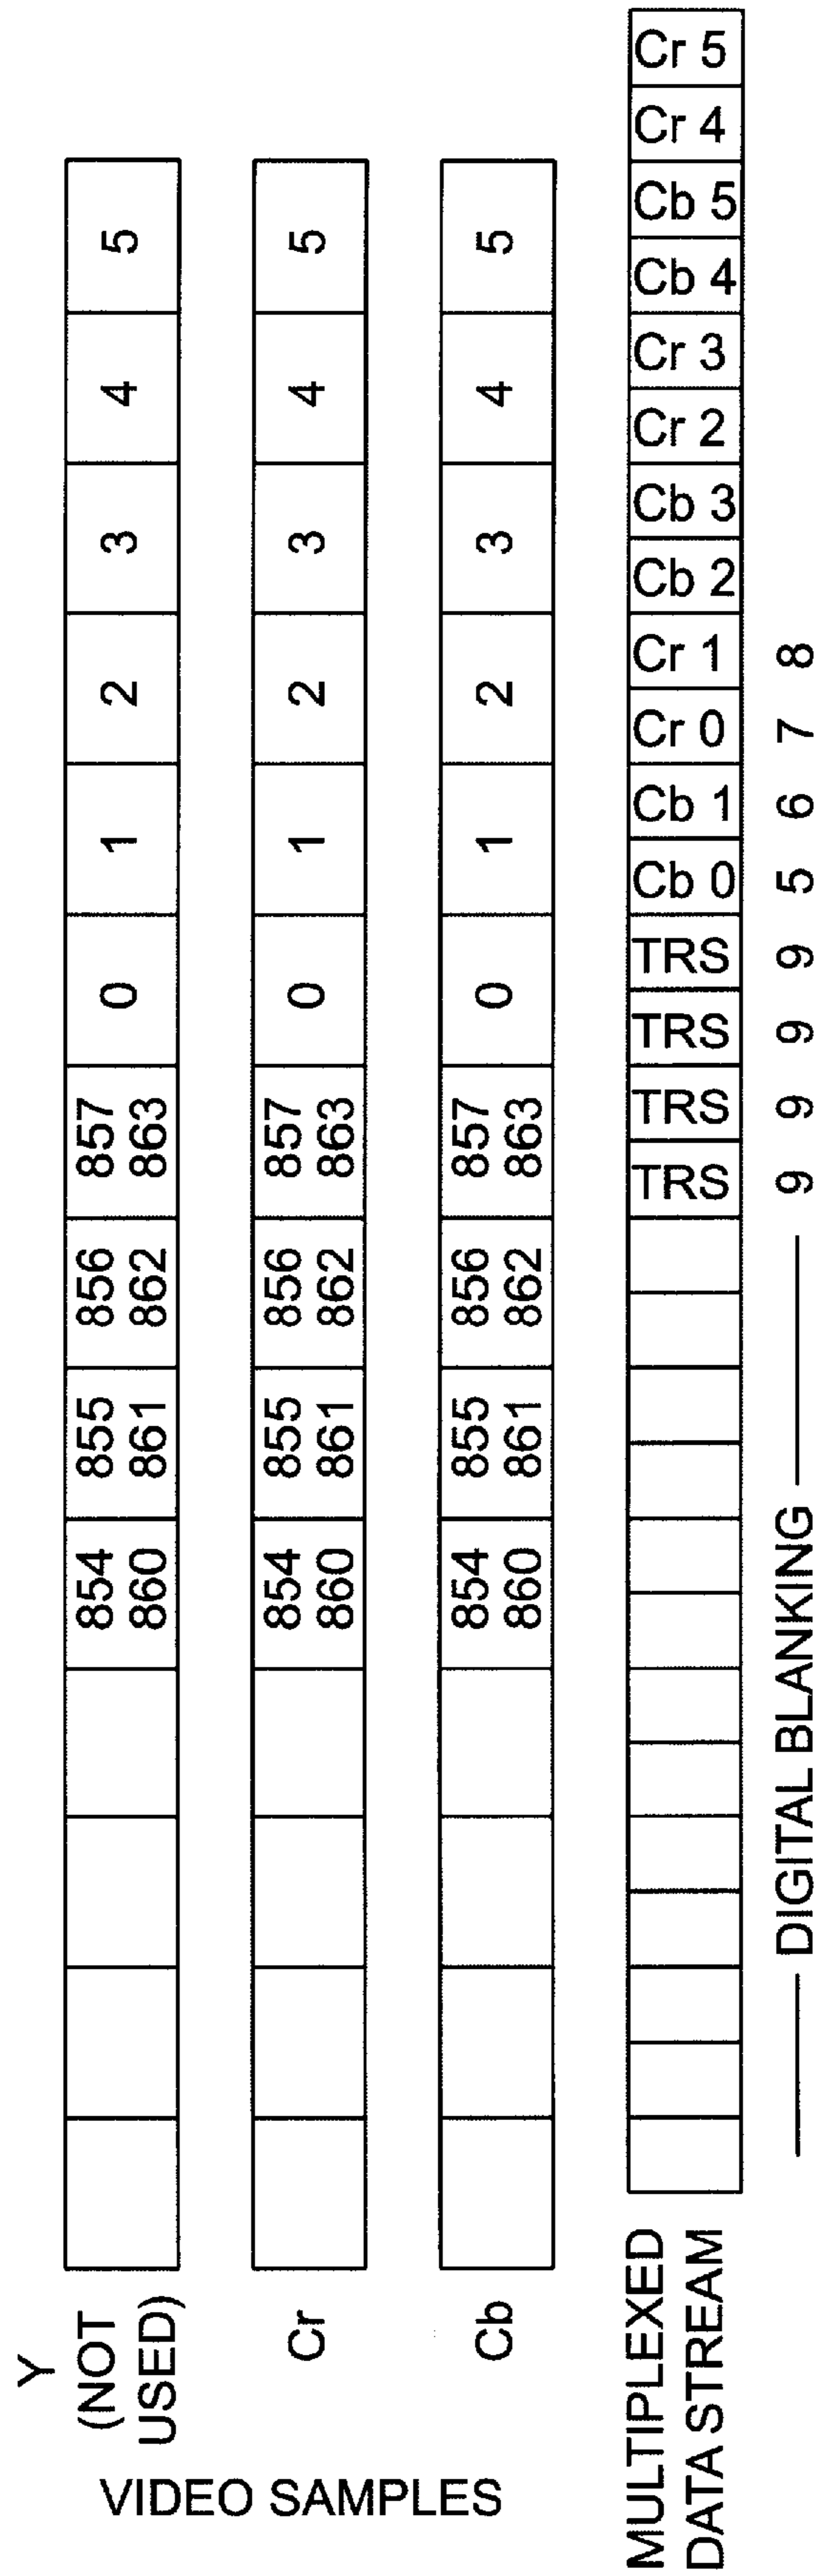 VIDEO SAMPLES
Y
(NOT
USED)
854 855 856 857
860 861 862 863
0 1 2 3 4 5
Cr
854 855 856 857
860 861 862 863
0 1 2 3 4 5
Cb
854 855 856 857
860 861 862 863
0 1 2 3 4 5
MULTIPLEXED
DATA STREAM
TRS TRS TRS TRS Cb 0 Cb 1 Cr 0 Cr 1 Cb 2 Cb 3 Cr 2 Cr 3 Cb 4 Cb 5 Cr 4 Cr 5
DIGITAL BLANKING 9 9 9 9 5 6 7 8